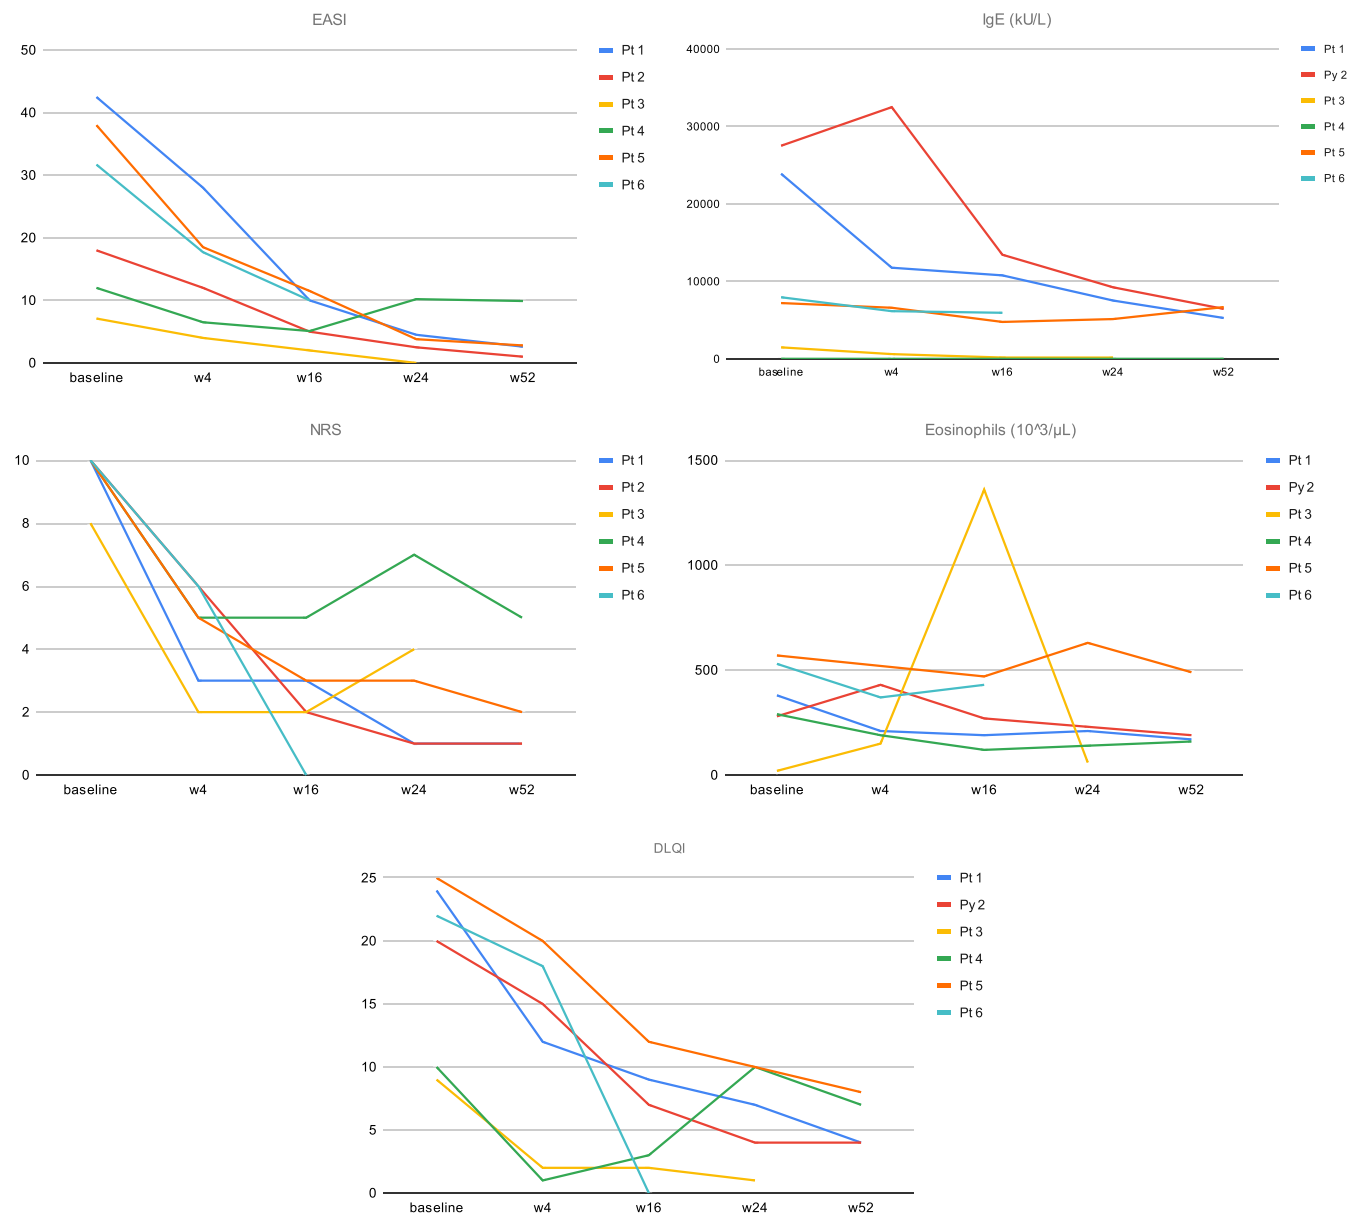 EASI
50
40
30
20
10
0
baseline w4 w16 w24 w52
Pt 1
Pt 2
Pt 3
Pt 4
Pt 5
Pt 6
IgE (kU/L)
40000
30000
20000
10000
0
baseline w4 w16 w24 w52
Pt 1
Py 2
Pt 3
Pt 4
Pt 5
Pt 6
NRS
10
8
6
4
2
0
baseline w4 w16 w24 w52
Pt 1
Pt 2
Pt 3
Pt 4
Pt 5
Pt 6
Eosinophils (10^3/µL)
1500
1000
500
0
baseline w4 w16 w24 w52
Pt 1
Py 2
Pt 3
Pt 4
Pt 5
Pt 6
DLQI
25
20
15
10
5
0
baseline w4 w16 w24 w52
Pt 1
Py 2
Pt 3
Pt 4
Pt 5
Pt 6